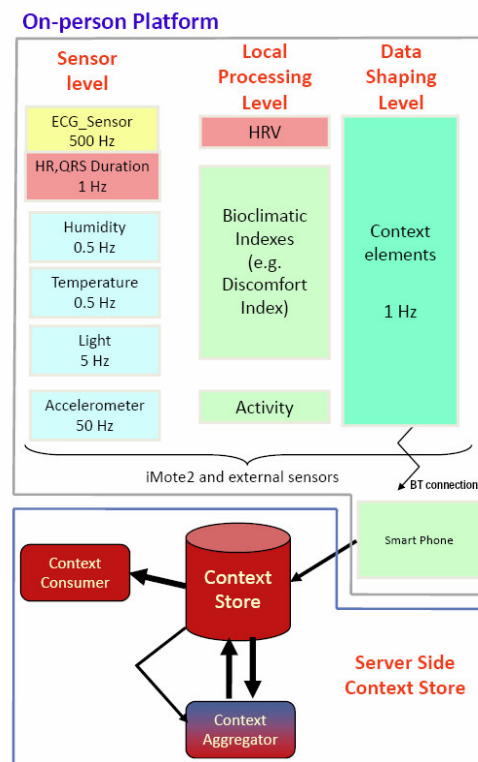 On-person Platform
Sensor
level
Local
Processing
Level
Data
Shaping
Level
ECG_Sensor
500 Hz
HR,QRS Duration
1 Hz
Humidity
0.5 Hz
Temperature
0.5 Hz
Light
5 Hz
Accelerometer
50 Hz
HRV
Bioclimatic
Indexes
(e.g.
Discomfort
Index)
Activity
Context
elements
1 Hz
iMote2 and external sensors
BT connection
Smart Phone
Context
Consumer
Context
Store
Context
Aggregator
Server Side
Context Store